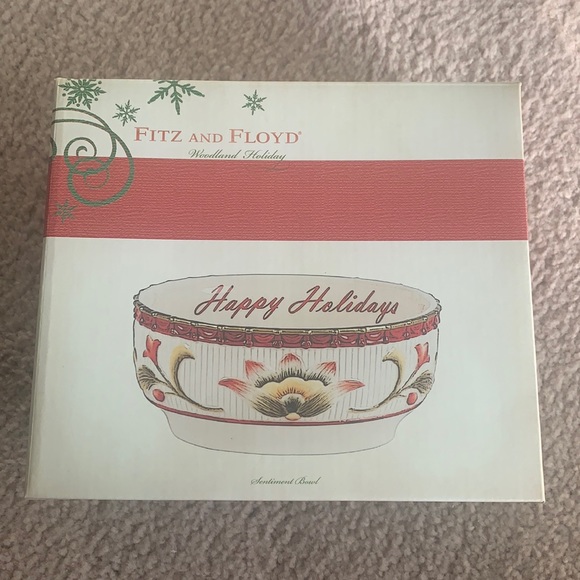 FITZ AND FLOYD®
Woodland Holiday
Happy Holidays
Sentiment Bowl